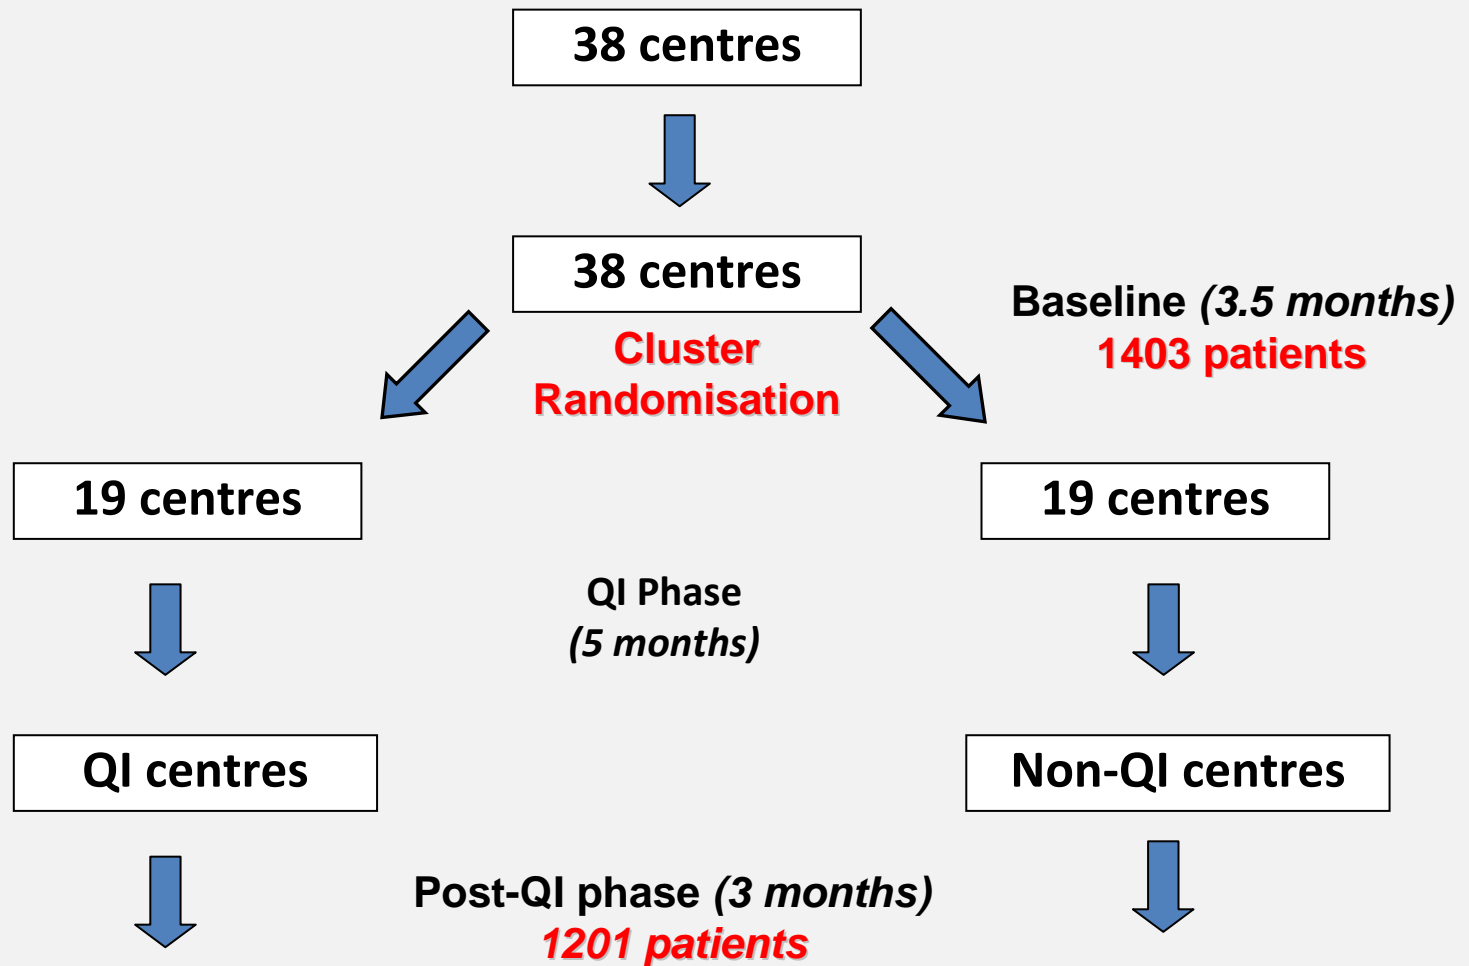 38 centres
38 centres
Baseline (3.5 months)
1403 patients
Cluster
Randomisation
19 centres
19 centres
QI Phase
(5 months)
QI centres
Non-QI centres
Post-QI phase (3 months)
1201 patients